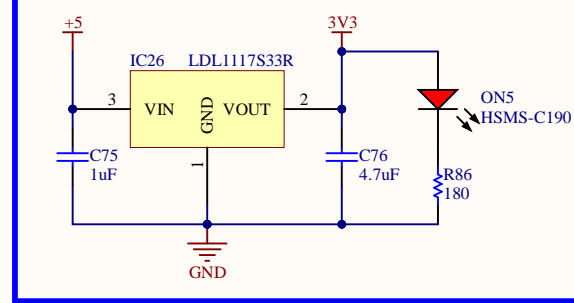 +5
3V3
IC26 LDL1117S33R
3 VIN GND VOUT 2
1
ON5
HSMS-C190
C75
1uF
C76
4.7uF
R86
180
GND